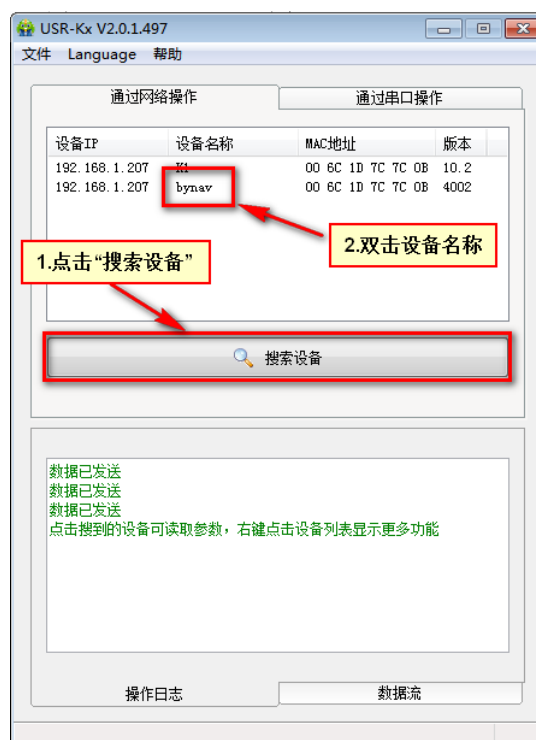 USR-Kx V2.0.1.497
文件 Language 帮助
通过网络操作 通过串口操作
设备IP 设备名称 MAC地址 版本
192.168.1.207 K1 00 6C 1D 7C 7C 0B 10.2
192.168.1.207 bynav 00 6C 1D 7C 7C 0B 4002
2.双击设备名称
1.点击“搜索设备”
搜索设备
数据已发送
数据已发送
数据已发送
点击搜到的设备可读取参数，右键点击设备列表显示更多功能
操作日志 数据流